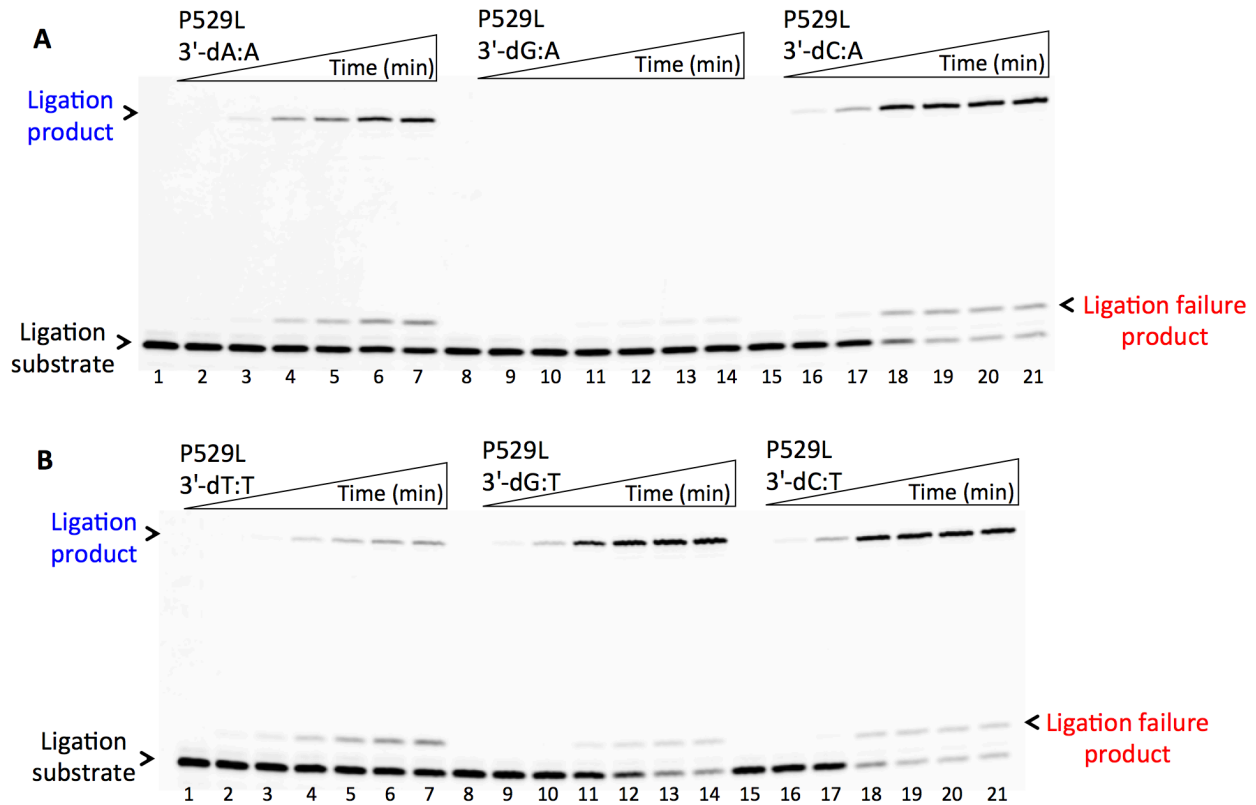 A
P529L
3'-dA:A
Time (min)
P529L
3'-dG:A
Time (min)
P529L
3'-dC:A
Time (min)
Ligation
product
Ligation failure
product
Ligation
substrate
1 2 3 4 5 6 7 8 9 10 11 12 13 14 15 16 17 18 19 20 21
B
P529L
3'-dT:T
Time (min)
P529L
3'-dG:T
Time (min)
P529L
3'-dC:T
Time (min)
Ligation
product
Ligation failure
product
Ligation
substrate
1 2 3 4 5 6 7 8 9 10 11 12 13 14 15 16 17 18 19 20 21